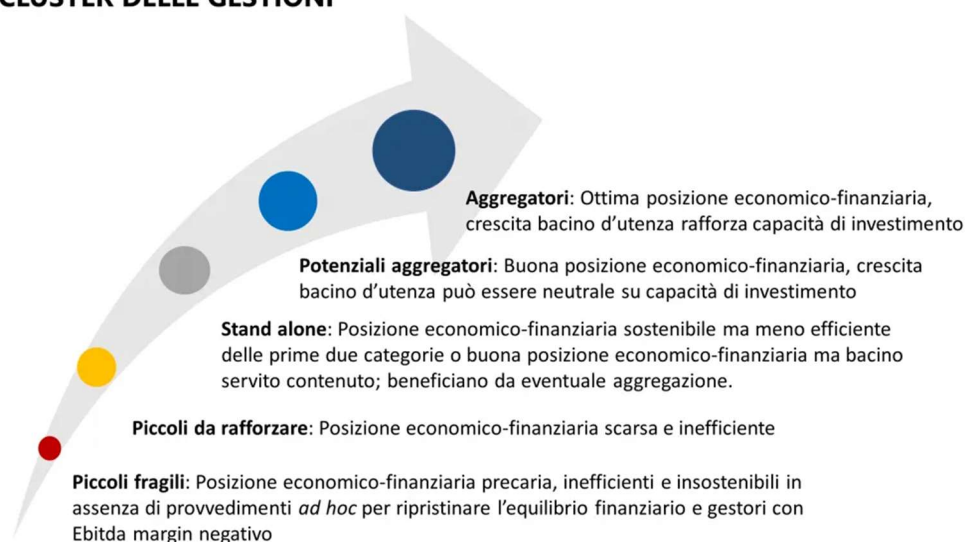 CLUSTER DELLE GESTIONI
Aggregatori: Ottima posizione economico-finanziaria,
crescita bacino d'utenza rafforza capacità di investimento
Potenziali aggregatori: Buona posizione economico-finanziaria, crescita
bacino d'utenza può essere neutrale su capacità di investimento
Stand alone: Posizione economico-finanziaria sostenibile ma meno efficiente
delle prime due categorie o buona posizione economico-finanziaria ma bacino
servito contenuto; beneficiano da eventuale aggregazione.
Piccoli da rafforzare: Posizione economico-finanziaria scarsa e inefficiente
Piccoli fragili: Posizione economico-finanziaria precaria, inefficienti e insostenibili in
assenza di provvedimenti ad hoc per ripristinare l'equilibrio finanziario e gestori con
Ebitda margin negativo